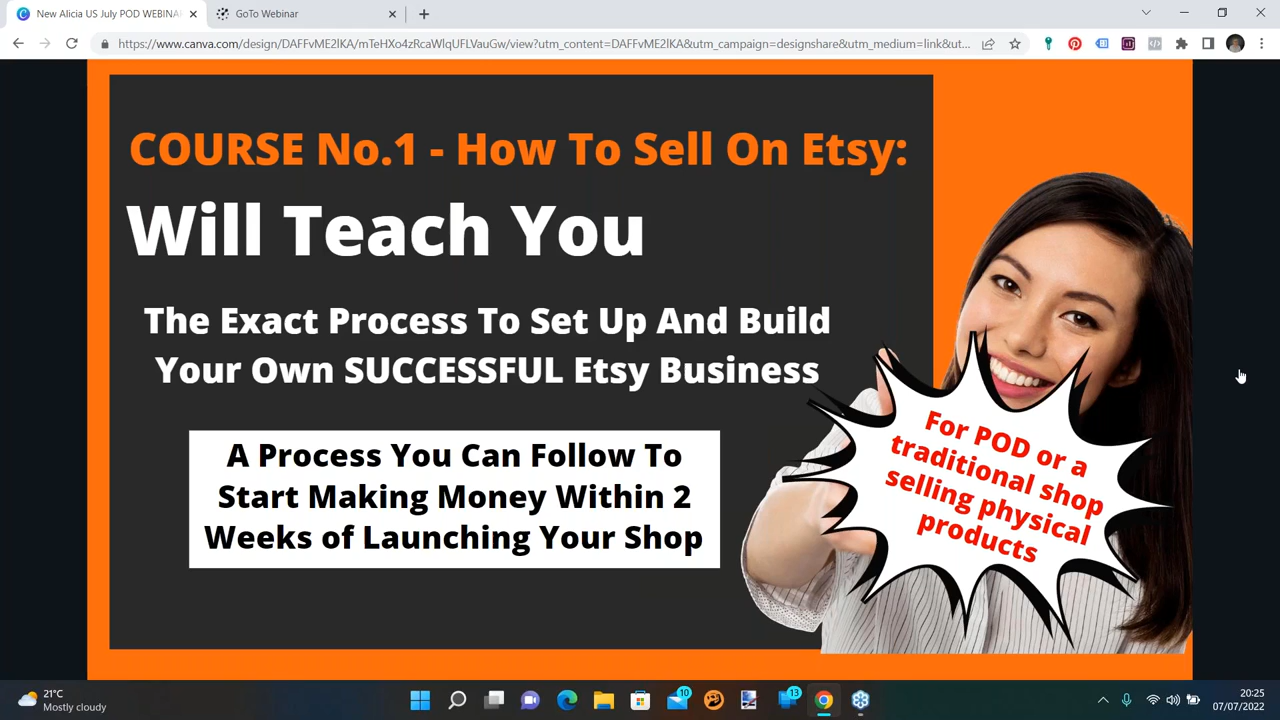 New Alicia US July POD WEBINA
GoTo Webinar
https://www.canva.com/design/DAFfvME2lKA/mTeHXo4zRaoWlctFLVauGw/view?utm_content=DAFfvME2lKA&utm_campaign=designshare&utm_medium=link&ut...
COURSE No.1 - How To Sell On Etsy:
Will Teach You
The Exact Process To Set Up And Build
Your Own SUCCESSFUL Etsy Business
A Process You Can Follow To
Start Making Money Within 2
Weeks of Launching Your Shop
For POD or a
traditional shop
selling physical
products
21°C
Mostly cloudy
10
13
20:25
07/07/2022